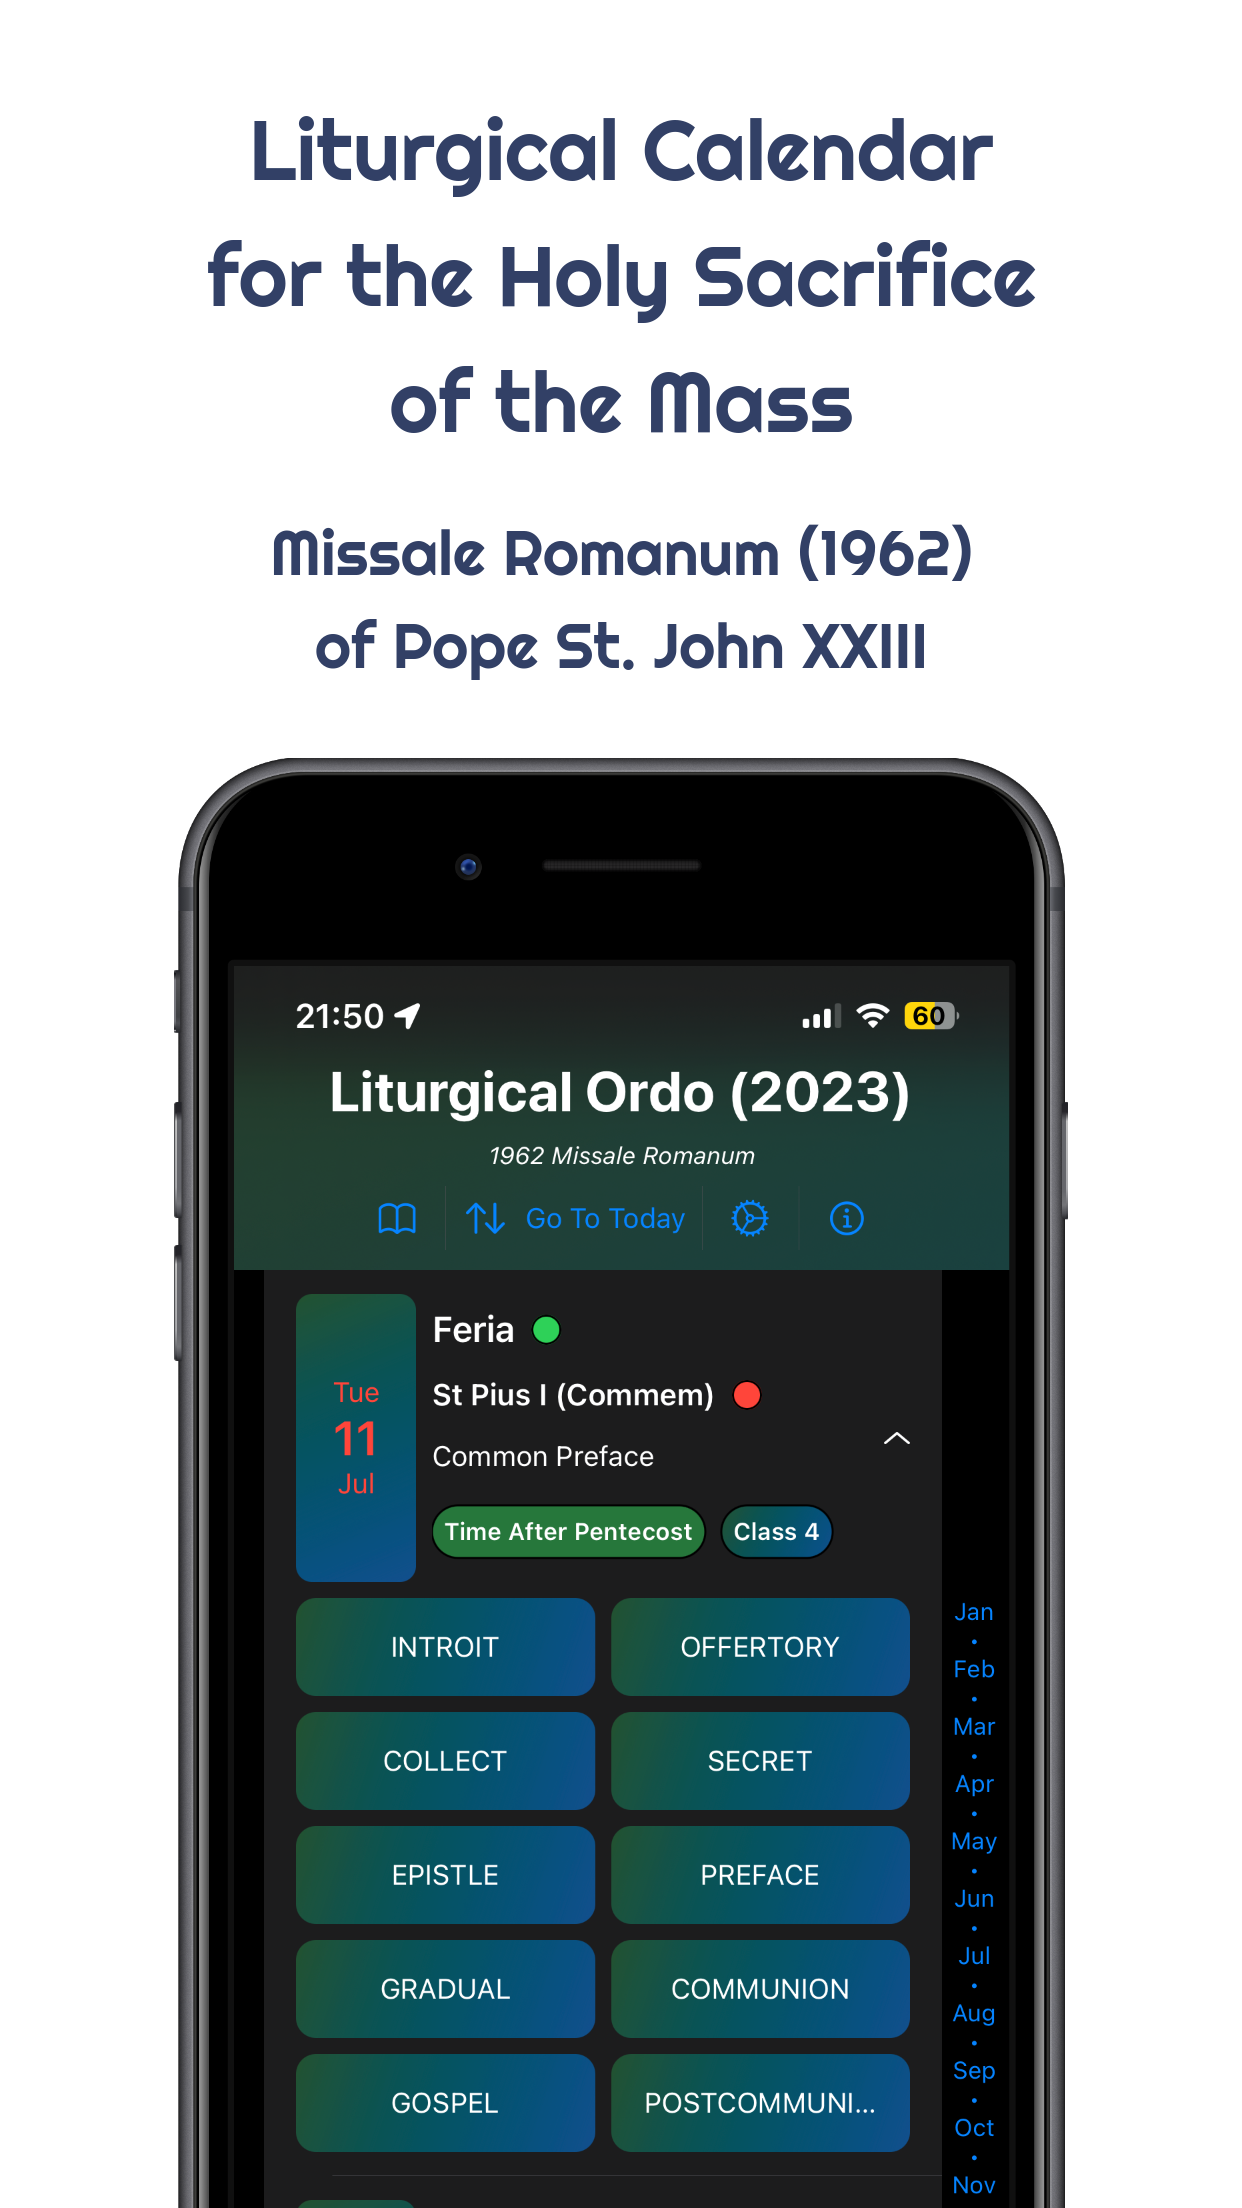 Liturgical Calendar
for the Holy Sacrifice
of the Mass
Missale Romanum (1962)
of Pope St. John XXIII
21:50
60
Liturgical Ordo (2023)
1962 Missale Romanum
Go To Today
Tue
11
Jul
Feria
St Pius I (Commem)
Common Preface
Time After Pentecost
Class 4
INTROIT
OFFERTORY
COLLECT
SECRET
EPISTLE
PREFACE
GRADUAL
COMMUNION
GOSPEL
POSTCOMMUNI...
Jan
Feb
Mar
Apr
May
Jun
Jul
Aug
Sep
Oct
Nov